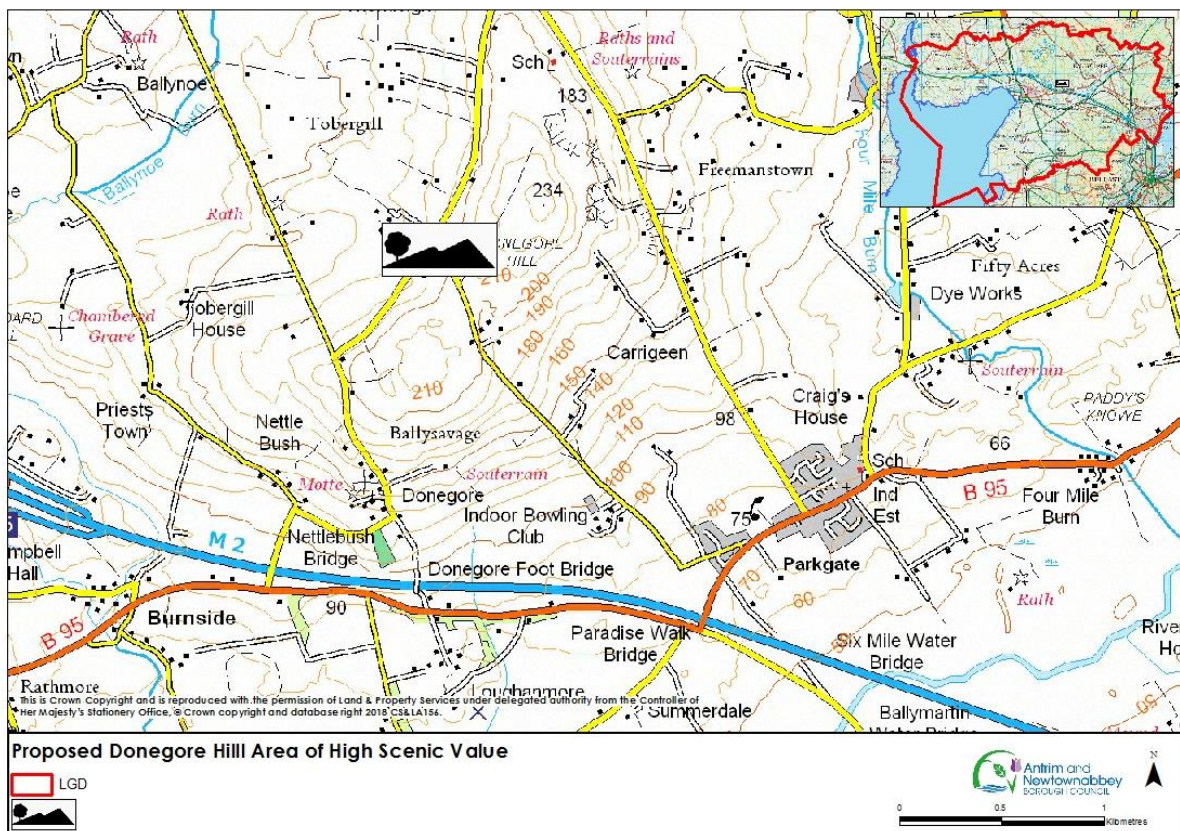 Rath
Ballynoe
Sch
183
Raths and
Souterrains
Tobergill
234
Ballynoe
Rath
Freemanstown
Four Mile Burn
HILL
Fifty Acres
Dye Works
Chambered
Grave
House
210
200
190
180
160
150
140
120
110
100
90
Carrigeen
Souterrain
PADDY'S
KNOWE
210
Priests
Town
Nettle
Bush
Ballysavage
98
Craig's
House
66
Motte
Souterrain
Donegore
Sch
B 95
Indoor Bowling
Club
80
75
Ind
Est
Four Mile
Burn
M 2
Nettlebush
Bridge
Hall
Donegore Foot Bridge
Parkgate
70
60
Rath
Burnside
90
B 95
Paradise Walk
Bridge
Six Mile Water
Bridge
Rathmore
Loughanmore
Summerdale
Ballymartin
50
This is Crown Copyright and is reproduced with the permission of Land & Property Services under delegated authority from the Controller of
Her Majesty's Stationery Office, © Crown copyright and database right 2018 CS&LA156.
Proposed Donegore Hilll Area of High Scenic Value
LGD
Antrim and
Newtownabbey
BOROUGH COUNCIL
N
0 0.5 1
Kilometres